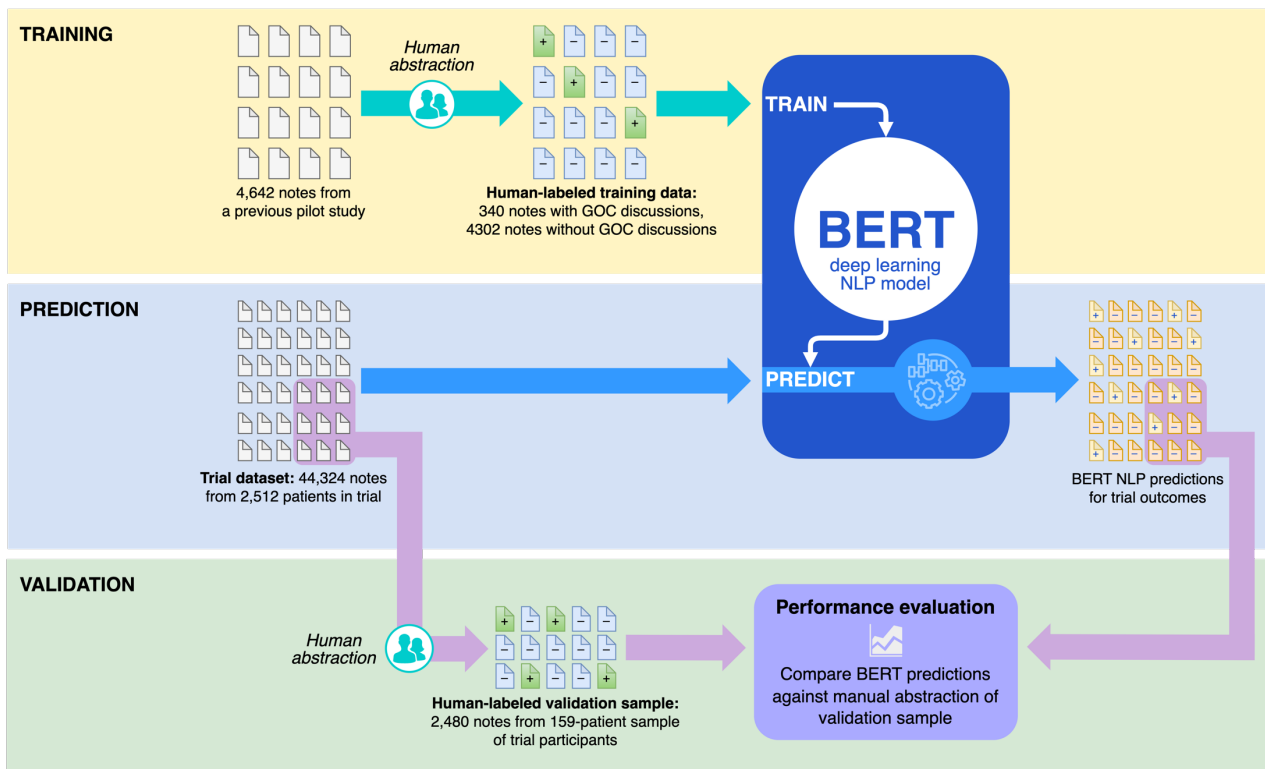 TRAINING
Human
abstraction
4,642 notes from
a previous pilot study
Human-labeled training data:
340 notes with GOC discussions,
4302 notes without GOC discussions
TRAIN
BERT
deep learning
NLP model
PREDICTION
PREDICT
Trial dataset: 44,324 notes
from 2,512 patients in trial
BERT NLP predictions
for trial outcomes
VALIDATION
Human
abstraction
Human-labeled validation sample:
2,480 notes from 159-patient sample
of trial participants
Performance evaluation
Compare BERT predictions
against manual abstraction of
validation sample